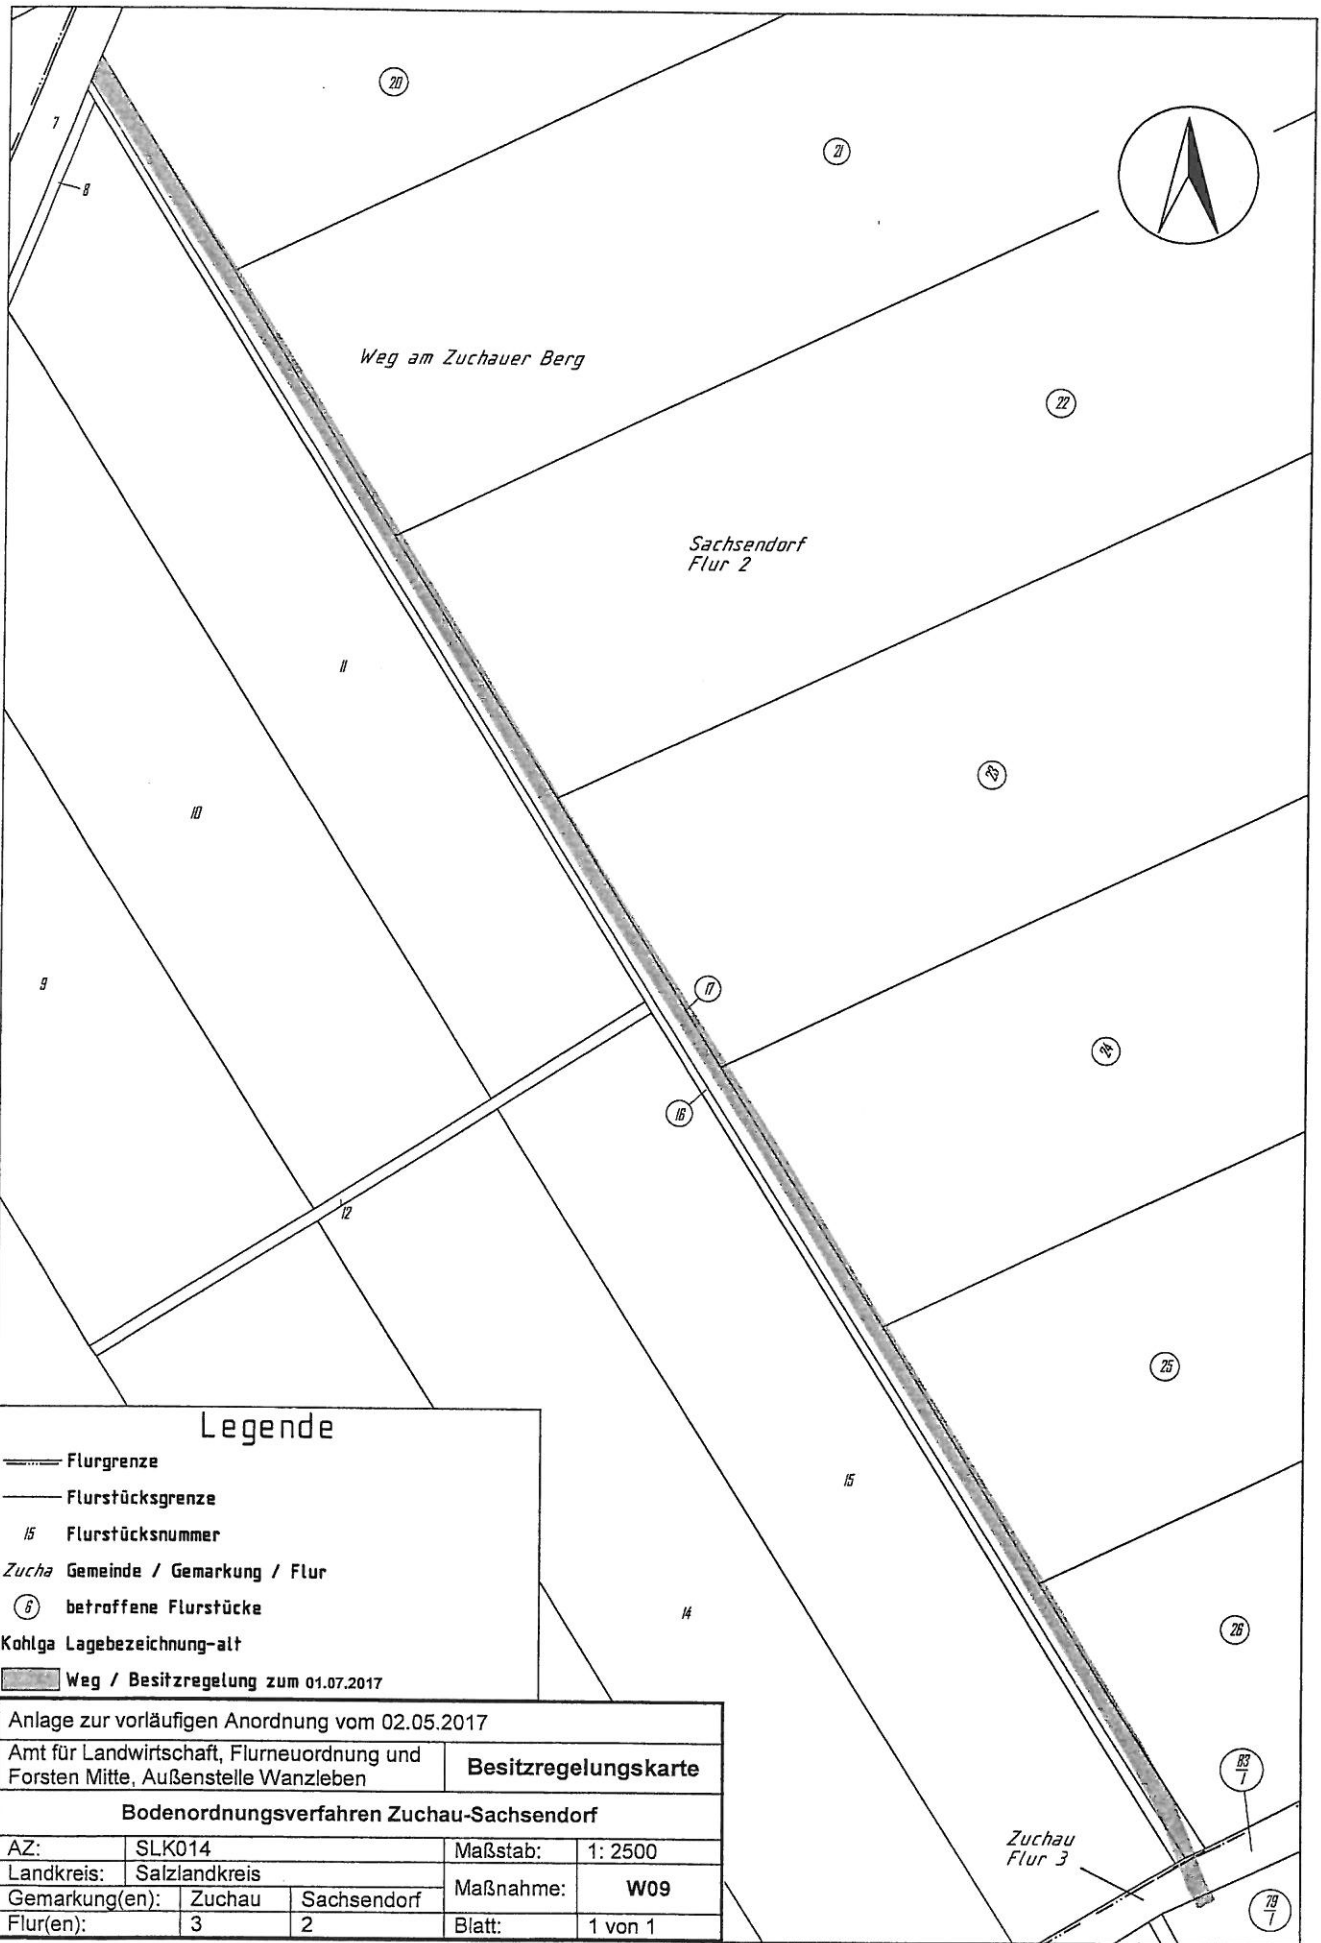 20
21
7
8
Weg am Zuchauer Berg
22
Sachsendorf
Flur 2
11
23
10
9
17
24
16
12
25
15
14
26
83
1
Zuchau
Flur 3
79
1
Legende
Flurgrenze
Flurstücksgrenze
15 Flurstücksnummer
Zucha Gemeinde / Gemarkung / Flur
6 betroffene Flurstücke
Kohlga Lagebezeichnung-alt
Weg / Besitzregelung zum 01.07.2017
Anlage zur vorläufigen Anordnung vom 02.05.2017
Amt für Landwirtschaft, Flurneuordnung und
Forsten Mitte, Außenstelle Wanzleben
Besitzregelungskarte
Bodenordnungsverfahren Zuchau-Sachsendorf
AZ: SLK014 Maßstab: 1: 2500
Landkreis: Salzlandkreis
Maßnahme: W09
Gemarkung(en): Zuchau Sachsendorf
Flur(en): 3 2 Blatt: 1 von 1